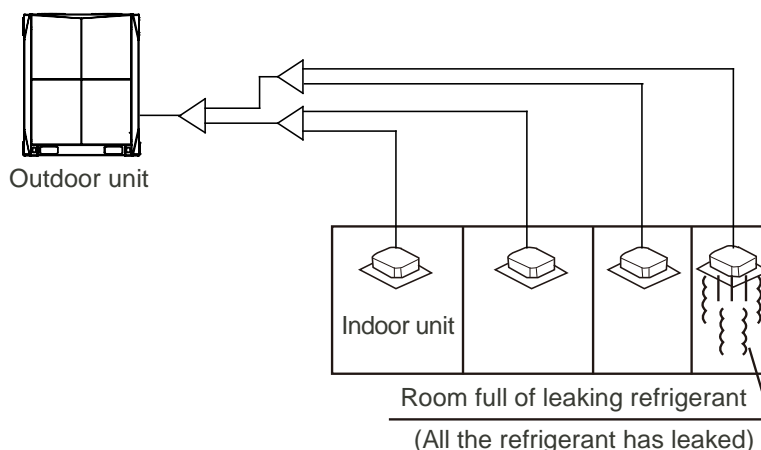 Outdoor unit
Indoor unit
Room full of leaking refrigerant
(All the refrigerant has leaked)